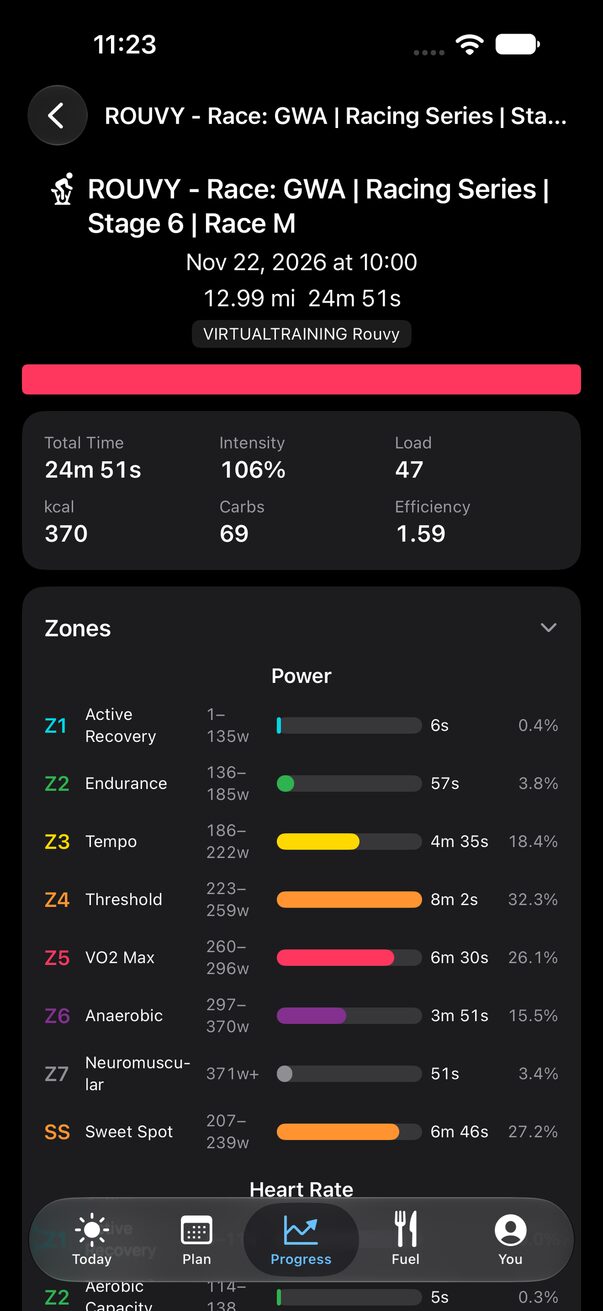 11:23
ROUVY - Race: GWA | Racing Series | Sta...
ROUVY - Race: GWA | Racing Series |
Stage 6 | Race M
Nov 22, 2026 at 10:00
12.99 mi 24m 51s
VIRTUALTRAINING Rouvy
Total Time Intensity Load
24m 51s 106% 47
kcal Carbs Efficiency
370 69 1.59
Zones
Power
Z1 Active Recovery 1–135w 6s 0.4%
Z2 Endurance 136–185w 57s 3.8%
Z3 Tempo 186–222w 4m 35s 18.4%
Z4 Threshold 223–259w 8m 2s 32.3%
Z5 VO2 Max 260–296w 6m 30s 26.1%
Z6 Anaerobic 297–370w 3m 51s 15.5%
Z7 Neuromuscu-lar 371w+ 51s 3.4%
SS Sweet Spot 207–239w 6m 46s 27.2%
Heart Rate
Z1 Recovery
Today Plan Progress Fuel You
Z2 Aerobic Capacity 114–138 5s 0.3%